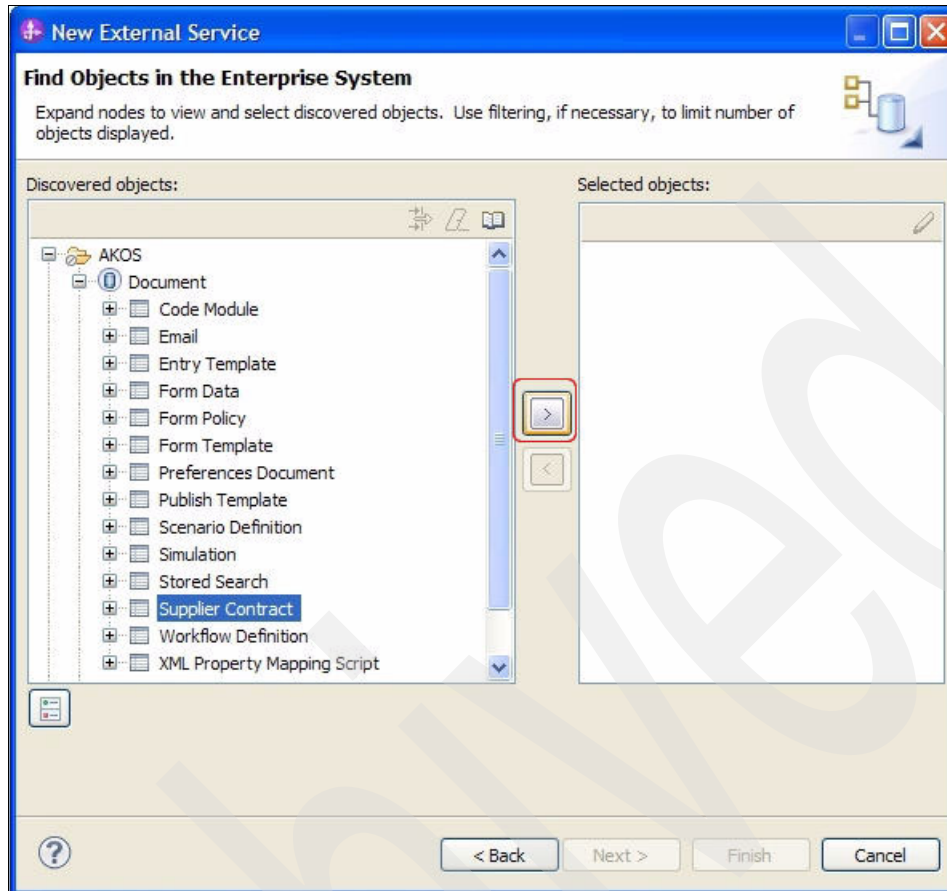 New External Service
Find Objects in the Enterprise System
Expand nodes to view and select discovered objects. Use filtering, if necessary, to limit number of
objects displayed.
Discovered objects:
Selected objects:
AKOS
Document
Code Module
Email
Entry Template
Form Data
Form Policy
Form Template
Preferences Document
Publish Template
Scenario Definition
Simulation
Stored Search
Supplier Contract
Workflow Definition
XML Property Mapping Script
>
<
?
< Back
Next >
Finish
Cancel